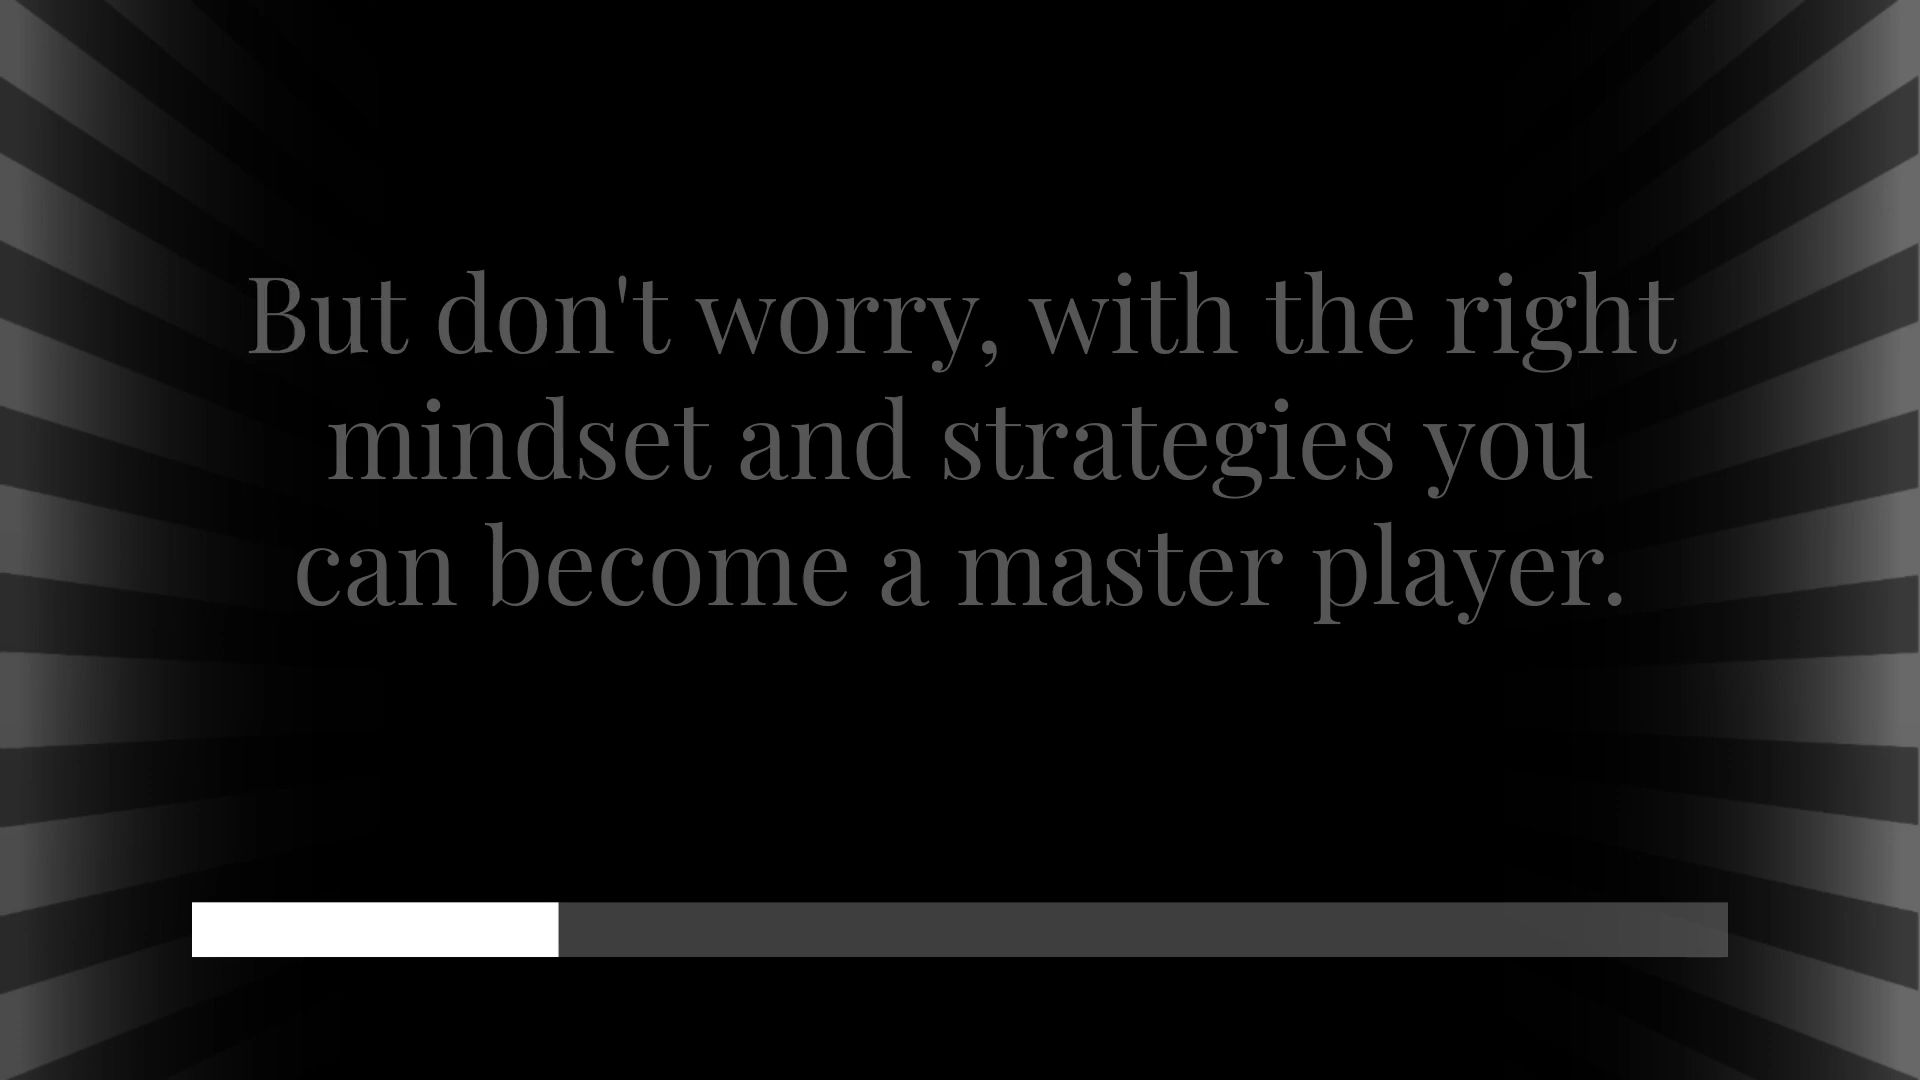 But don't worry, with the right
mindset and strategies you
can become a master player.